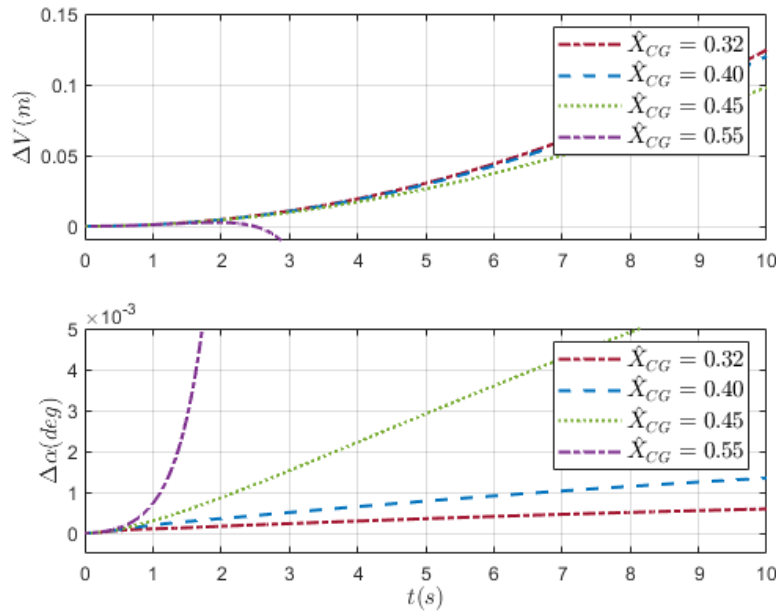 0.15
0.1
0.05
0
ΔV(m)
X̂_CG = 0.32
X̂_CG = 0.40
X̂_CG = 0.45
X̂_CG = 0.55
0 1 2 3 4 5 6 7 8 9 10
×10⁻³
5
4
3
2
1
0
Δα(deg)
X̂_CG = 0.32
X̂_CG = 0.40
X̂_CG = 0.45
X̂_CG = 0.55
0 1 2 3 4 5 6 7 8 9 10
t(s)